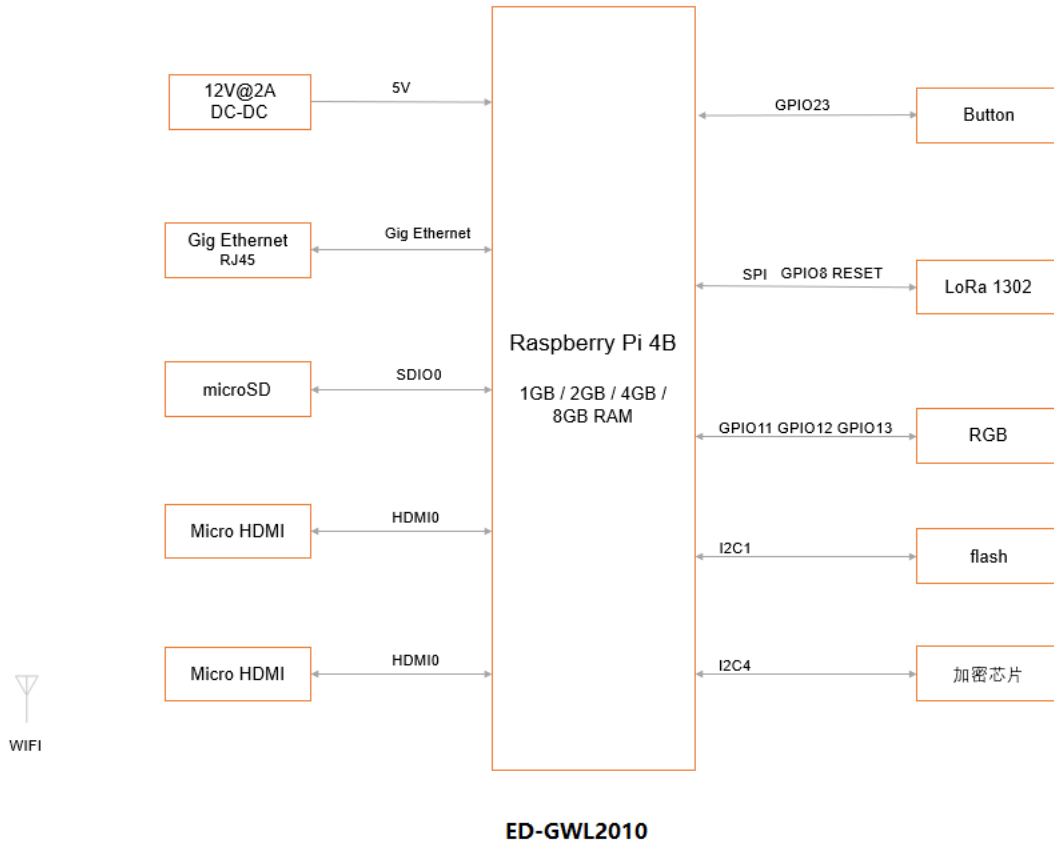 12V@2A
DC-DC
5V
Gig Ethernet
RJ45
Gig Ethernet
microSD
SDIO0
Micro HDMI
HDMI0
Micro HDMI
HDMI0
WIFI
Raspberry Pi 4B
1GB / 2GB / 4GB /
8GB RAM
GPIO23
Button
SPI GPIO8 RESET
LoRa 1302
GPIO11 GPIO12 GPIO13
RGB
I2C1
flash
I2C4
加密芯片
ED-GWL2010